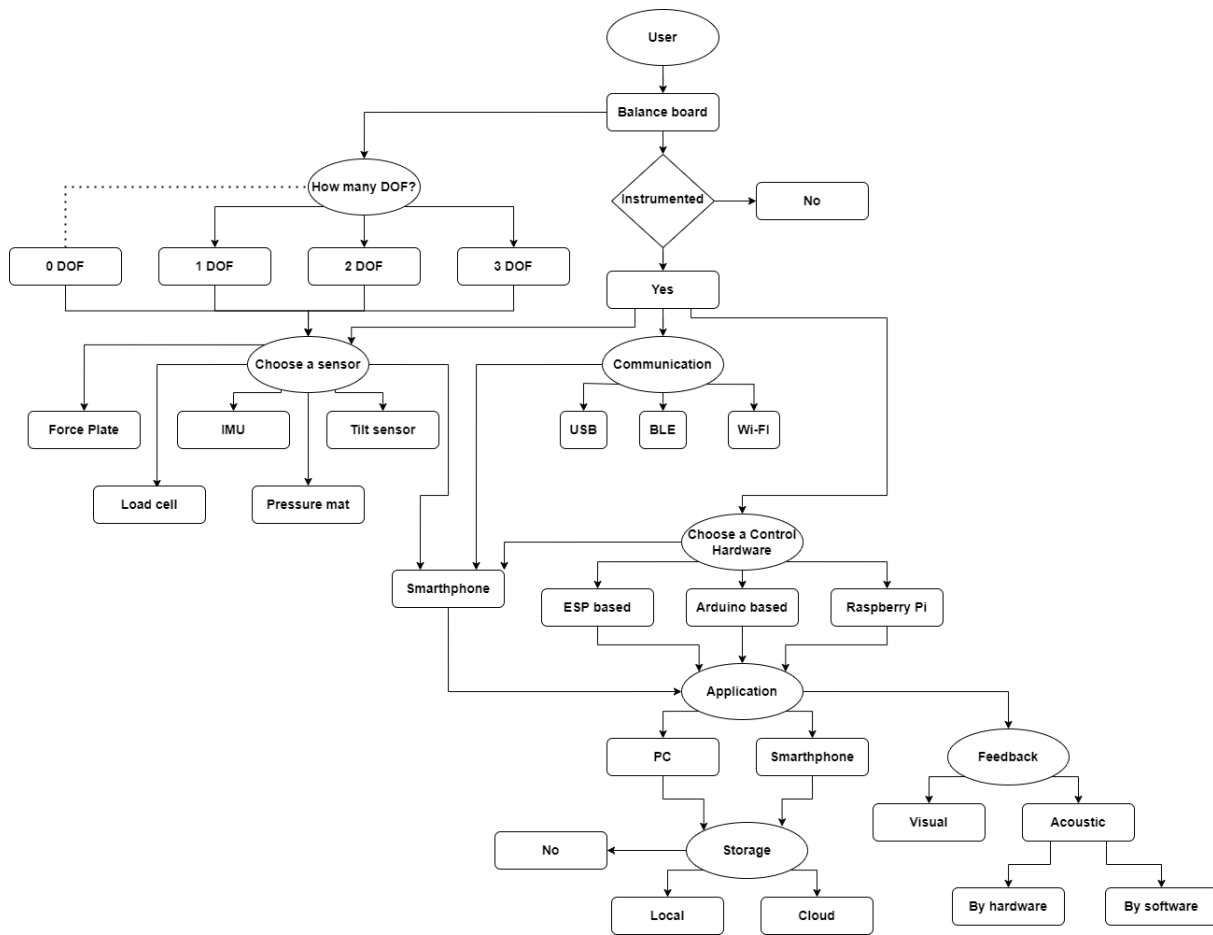 User
Balance board
How many DOF?
Instrumented
No
0 DOF
1 DOF
2 DOF
3 DOF
Yes
Choose a sensor
Communication
Force Plate
IMU
Tilt sensor
USB
BLE
Wi-FI
Load cell
Pressure mat
Choose a Control
Hardware
Smarthphone
ESP based
Arduino based
Raspberry Pi
Application
PC
Smarthphone
Feedback
Visual
Acoustic
No
Storage
Local
Cloud
By hardware
By software